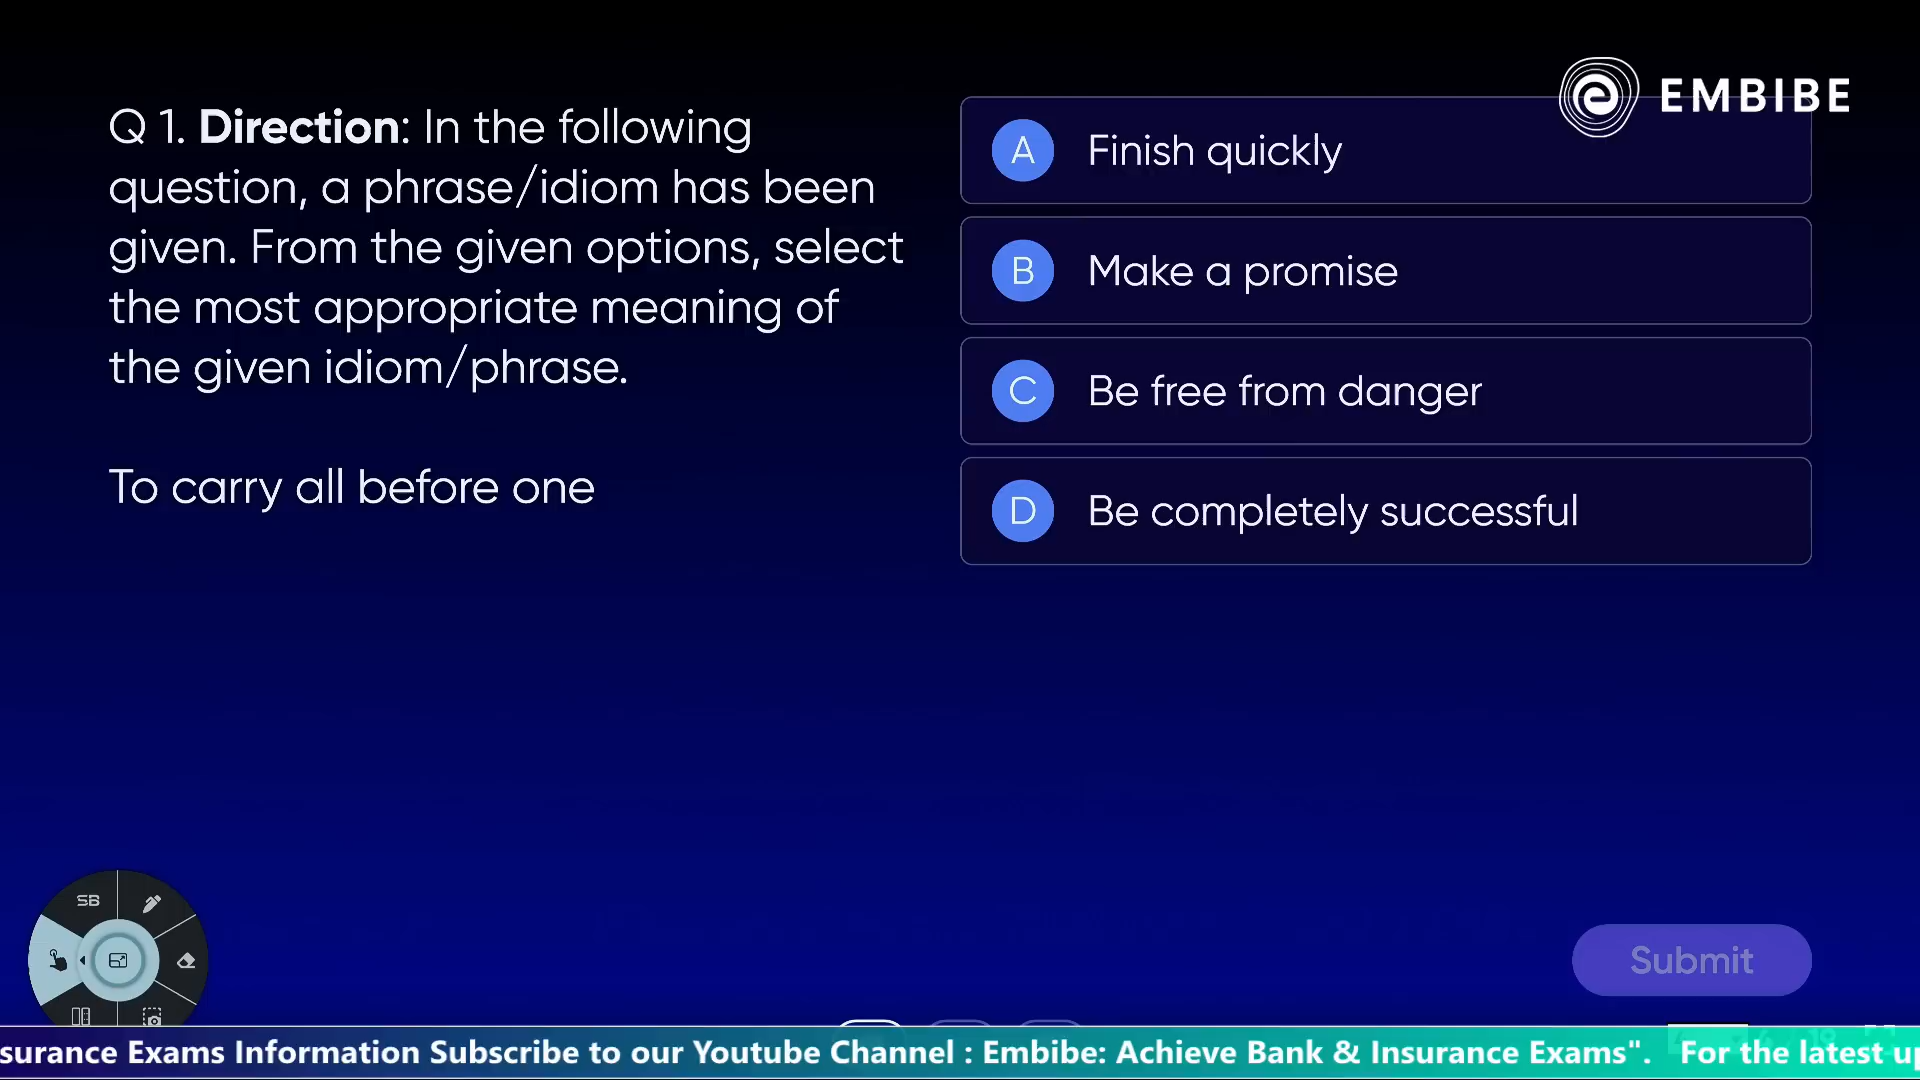 EMBIBE
Q 1. Direction: In the following
question, a phrase/idiom has been
given. From the given options, select
the most appropriate meaning of
the given idiom/phrase.
To carry all before one
A Finish quickly
B Make a promise
C Be free from danger
D Be completely successful
SB
Submit
surance Exams Information Subscribe to our Youtube Channel : Embibe: Achieve Bank & Insurance Exams". For the latest